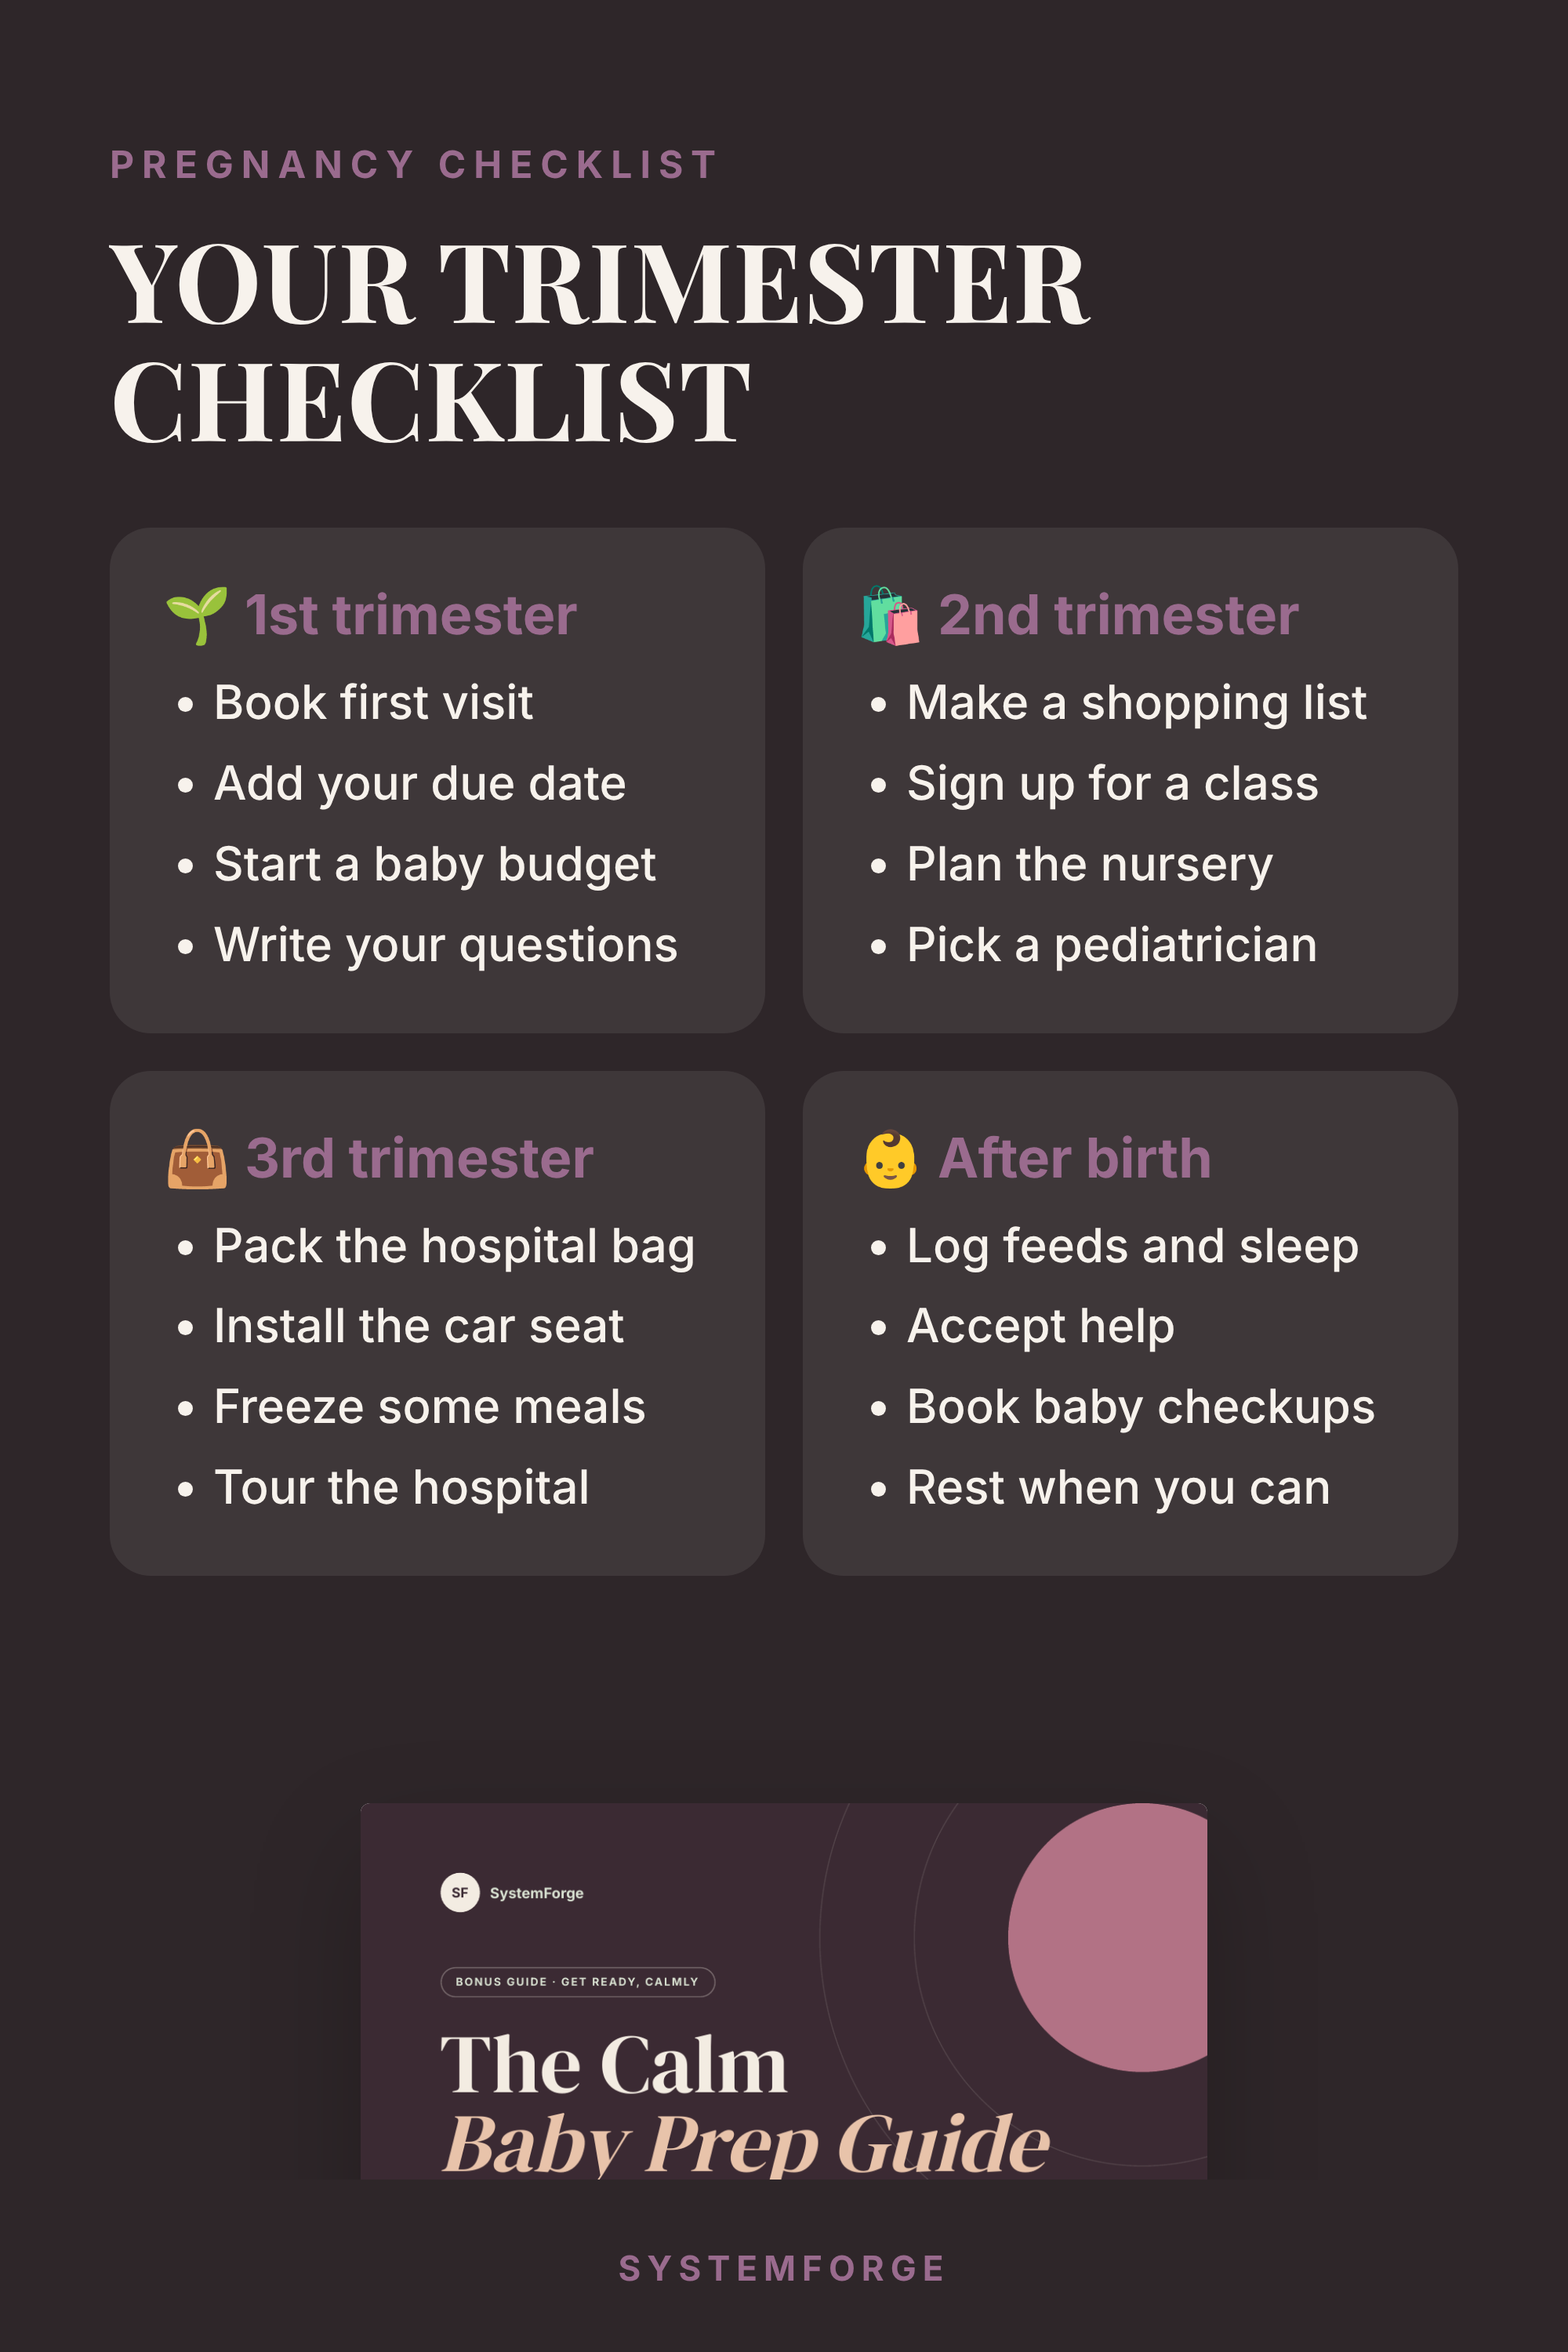 PREGNANCY CHECKLIST
YOUR TRIMESTER
CHECKLIST
1st trimester
• Book first visit
• Add your due date
• Start a baby budget
• Write your questions
2nd trimester
• Make a shopping list
• Sign up for a class
• Plan the nursery
• Pick a pediatrician
3rd trimester
• Pack the hospital bag
• Install the car seat
• Freeze some meals
• Tour the hospital
After birth
• Log feeds and sleep
• Accept help
• Book baby checkups
• Rest when you can
SF SystemForge
BONUS GUIDE · GET READY, CALMLY
The Calm
Baby Prep Guide
SYSTEMFORGE